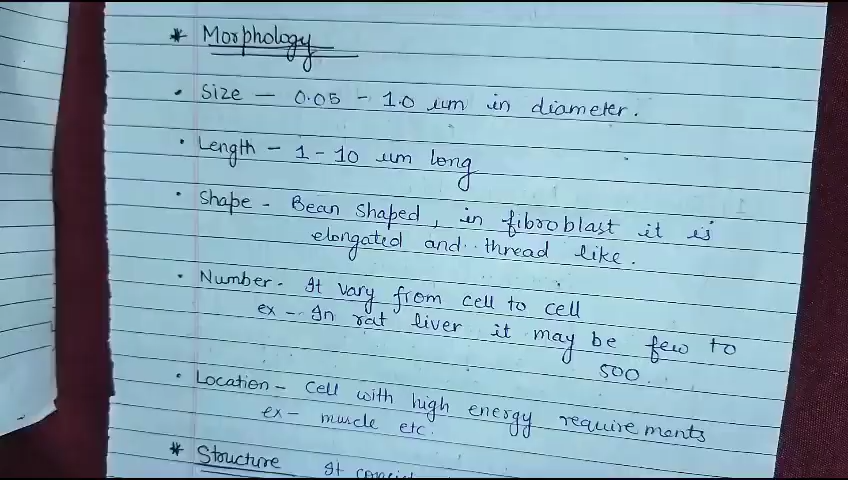 * Morphology
• Size - 0.05 - 1.0 um in diameter.
• Length - 1 - 10 um long
• Shape - Bean shaped, in fibroblast it is
elongated and thread like.
• Number - It vary from cell to cell
ex - In rat liver it may be few to
500.
• Location - Cell with high energy requirements
ex - muscle etc.
* Structure It